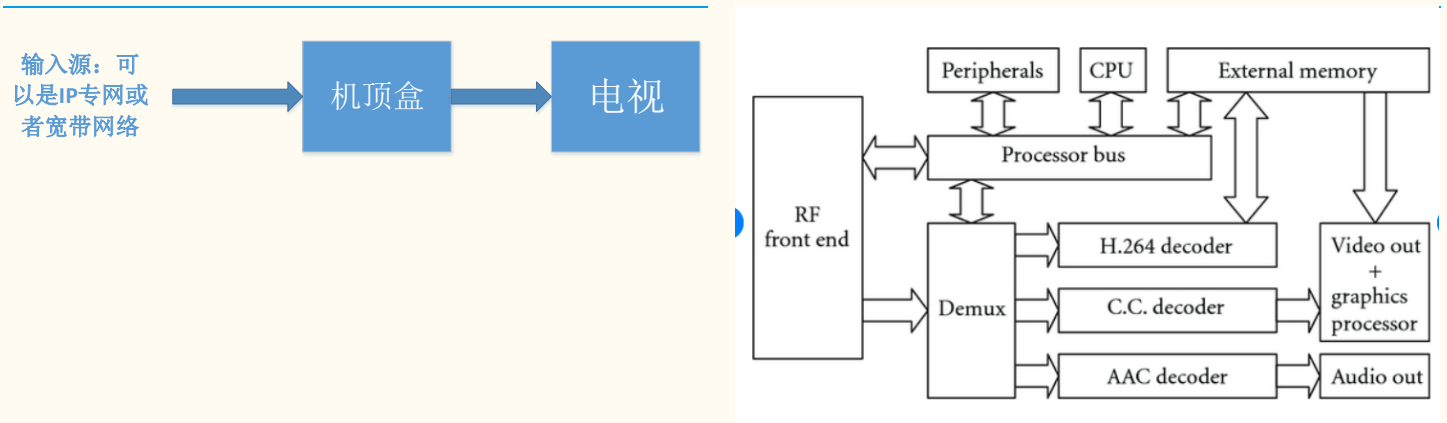 输入源：可
以是IP专网或
者宽带网络
机顶盒
电视
Peripherals
CPU
External memory
Processor bus
RF
front end
Demux
H.264 decoder
C.C. decoder
AAC decoder
Video out
+
graphics
processor
Audio out